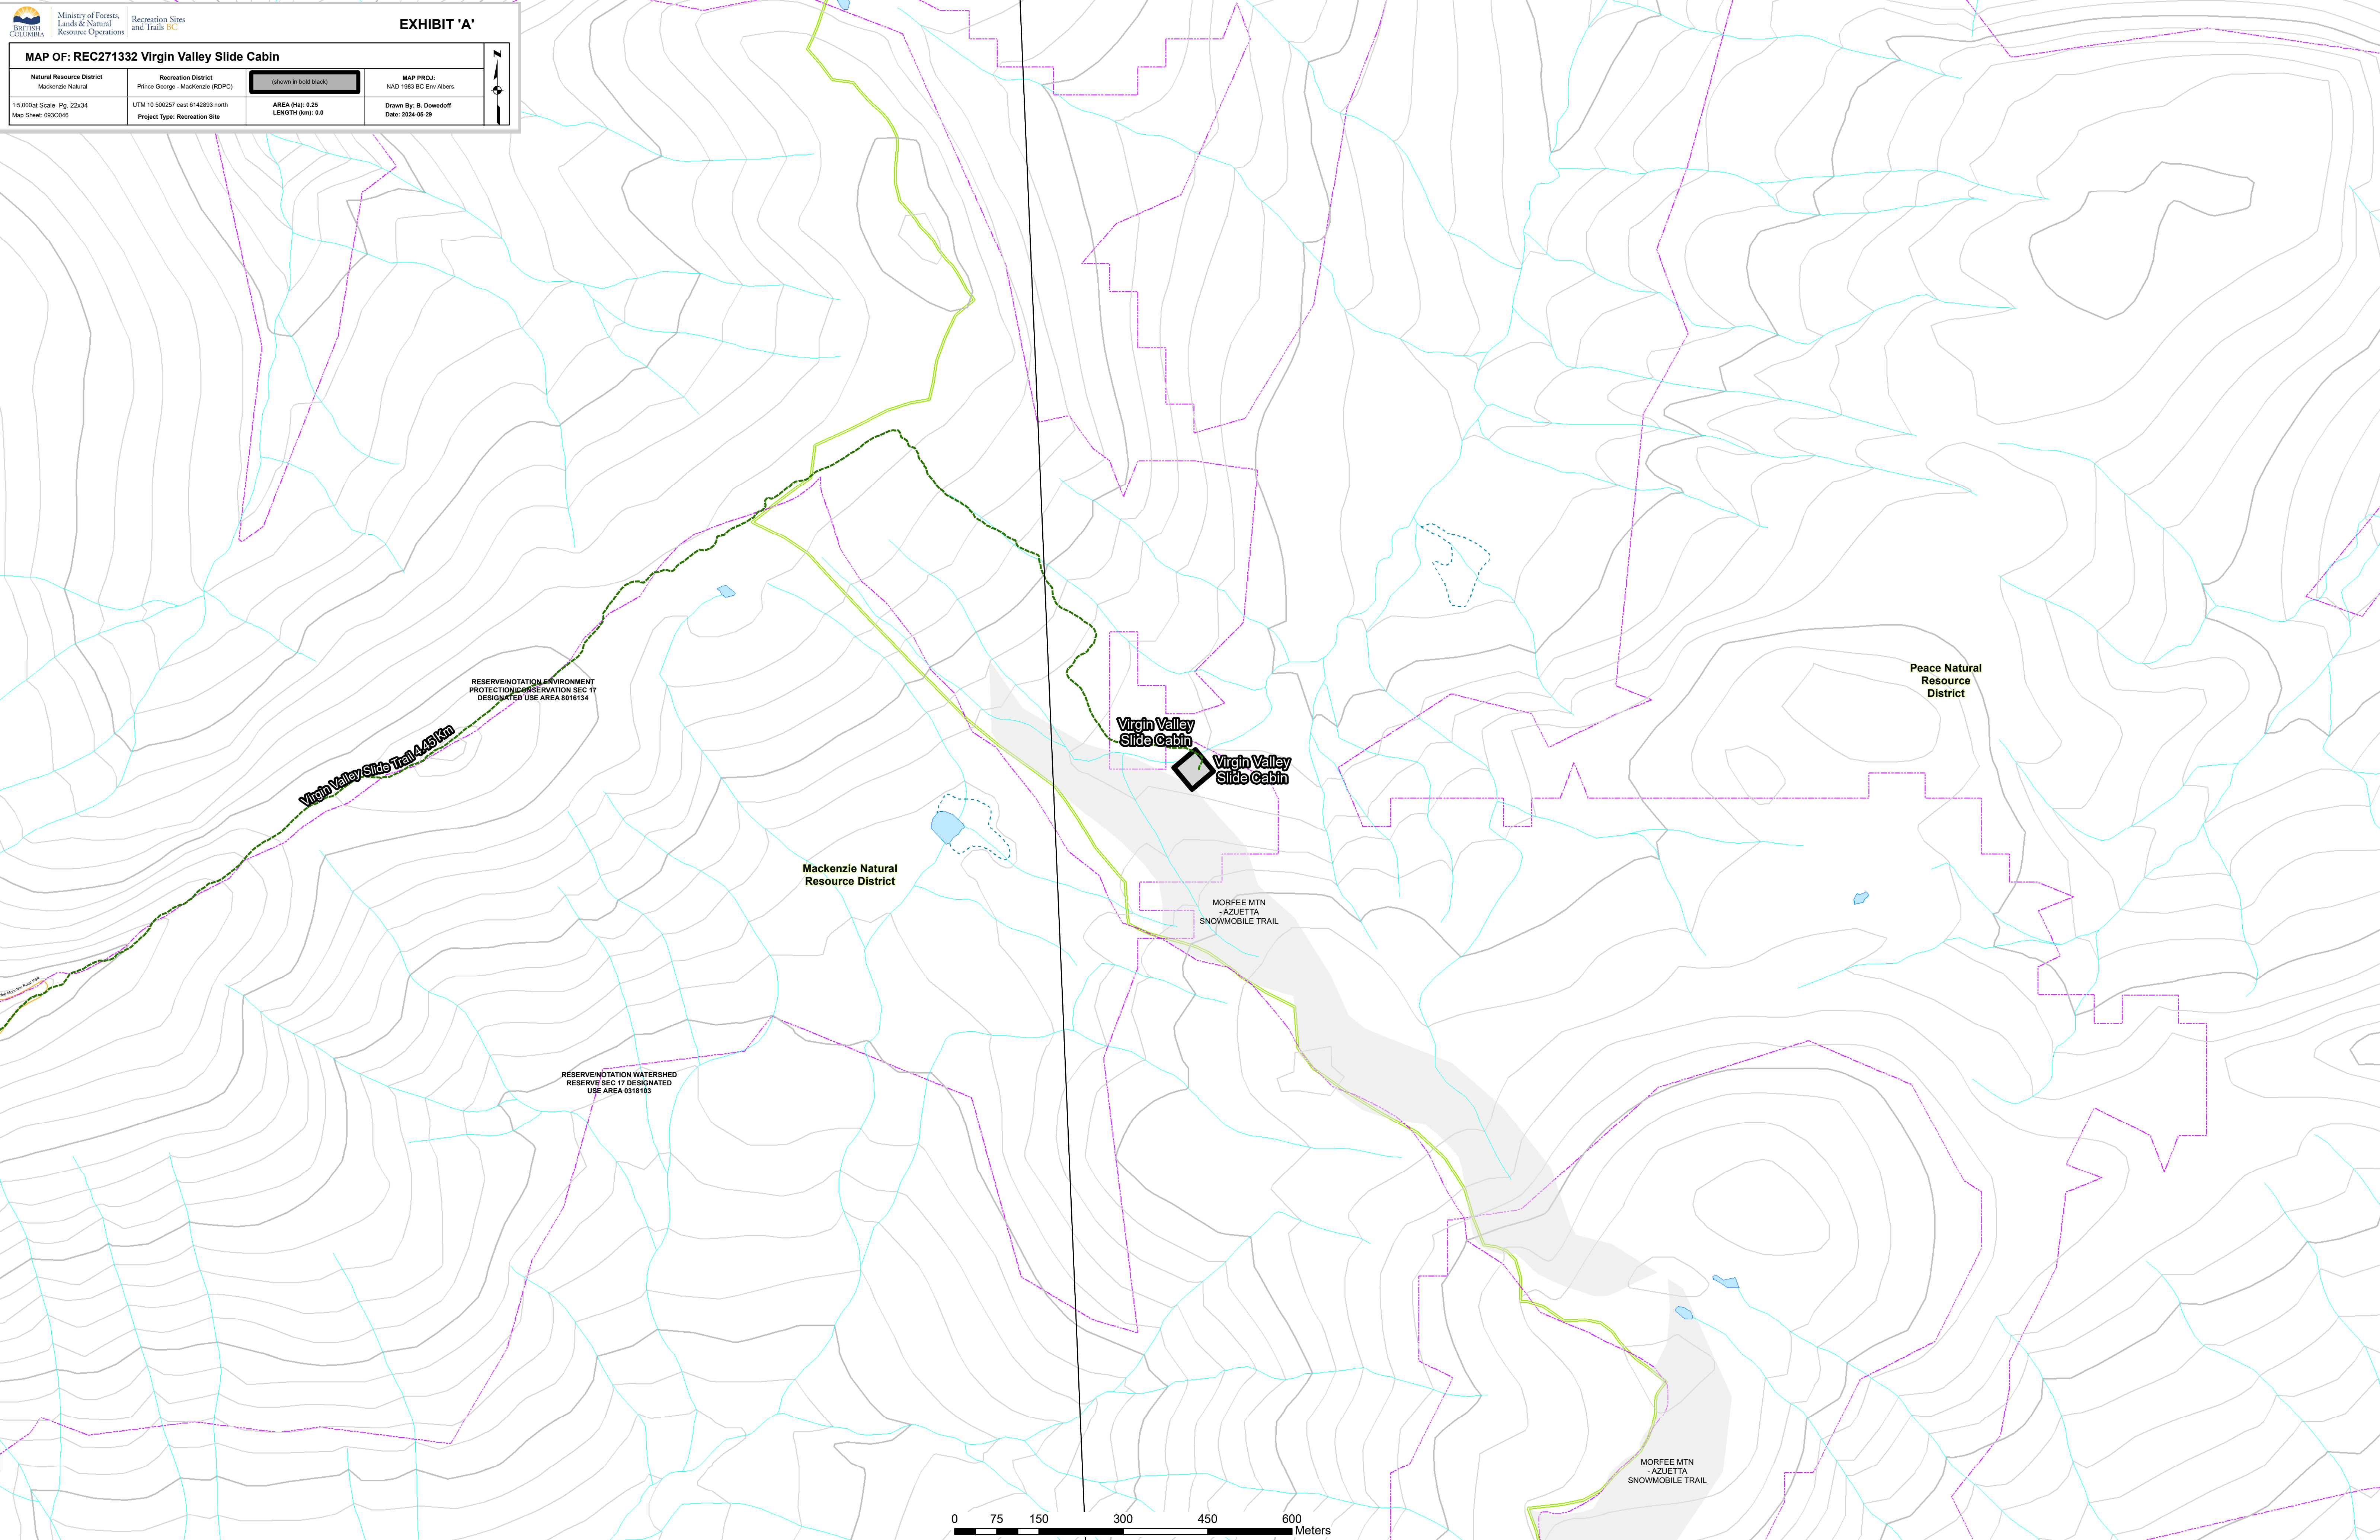 BRITISH
COLUMBIA
Ministry of Forests,
Lands & Natural
Resource Operations
Recreation Sites
and Trails BC
EXHIBIT 'A'
MAP OF: REC271332 Virgin Valley Slide Cabin
N
Natural Resource District
Mackenzie Natural
Recreation District
Prince George - MacKenzie (RDPC)
(shown in bold black)
MAP PROJ:
NAD 1983 BC Env Albers
1:5,000at Scale Pg. 22x34
Map Sheet: 093O046
UTM 10 500257 east 6142893 north
Project Type: Recreation Site
AREA (Ha): 0.25
LENGTH (km): 0.0
Drawn By: B. Dowedoff
Date: 2024-05-29
Peace Natural
Resource
District
RESERVE/NOTATION ENVIRONMENT
PROTECTION/CONSERVATION SEC 17
DESIGNATED USE AREA 8016134
Virgin Valley Slide Trail 4.45 Km
Virgin Valley
Slide Cabin
Virgin Valley
Slide Cabin
Mackenzie Natural
Resource District
MORFEE MTN
- AZUETTA
SNOWMOBILE TRAIL
RESERVE/NOTATION WATERSHED
RESERVE SEC 17 DESIGNATED
USE AREA 0318103
MORFEE MTN
- AZUETTA
SNOWMOBILE TRAIL
0 75 150 300 450 600
Meters